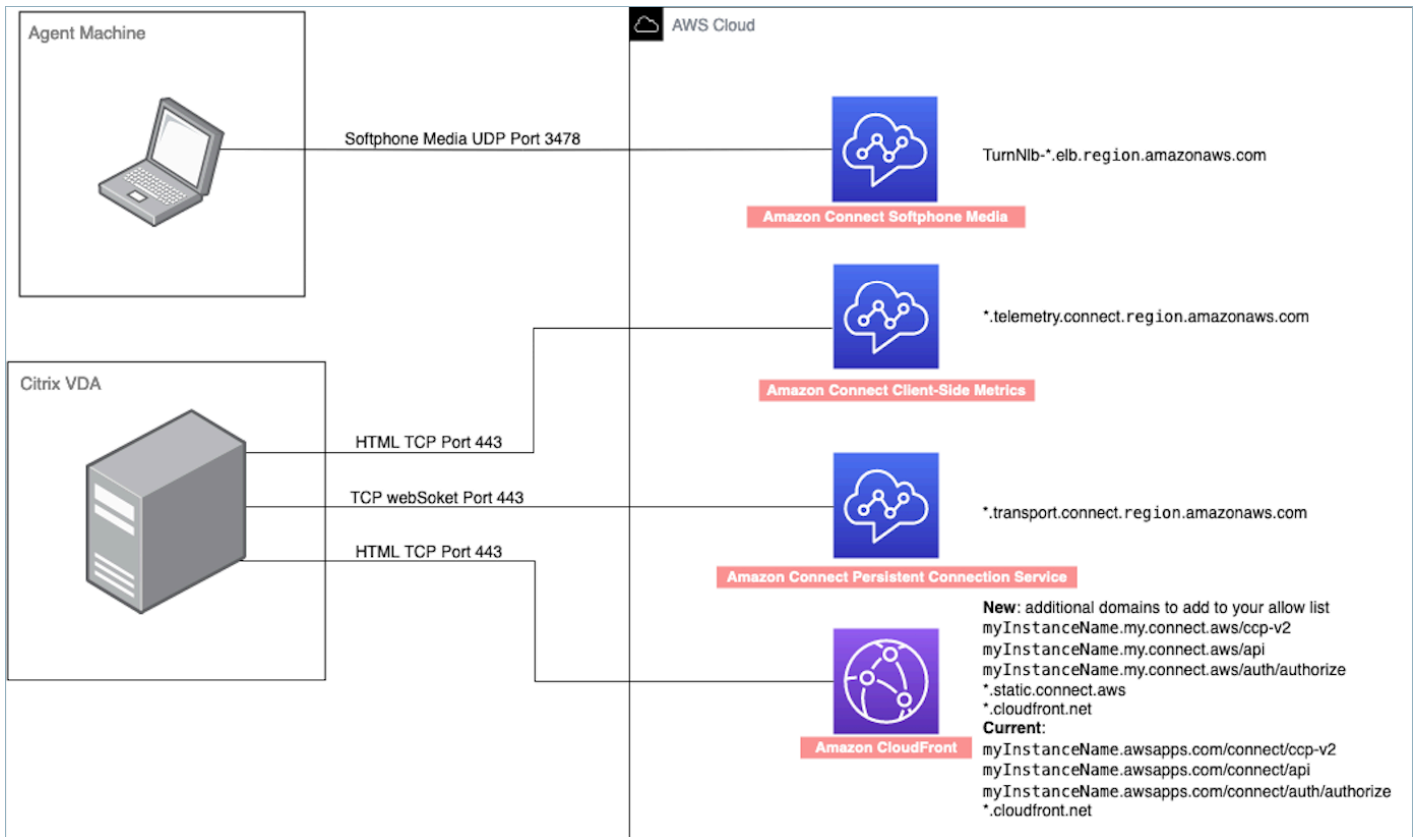 Agent Machine
AWS Cloud
Softphone Media UDP Port 3478
TurnNlb-*.elb.region.amazonaws.com
Amazon Connect Softphone Media
*.telemetry.connect.region.amazonaws.com
Citrix VDA
Amazon Connect Client-Side Metrics
HTML TCP Port 443
TCP webSoket Port 443
*.transport.connect.region.amazonaws.com
HTML TCP Port 443
Amazon Connect Persistent Connection Service
New: additional domains to add to your allow list
myInstanceName.my.connect.aws/ccp-v2
myInstanceName.my.connect.aws/api
myInstanceName.my.connect.aws/auth/authorize
*.static.connect.aws
*.cloudfront.net
Current:
Amazon CloudFront
myInstanceName.awsapps.com/connect/ccp-v2
myInstanceName.awsapps.com/connect/api
myInstanceName.awsapps.com/connect/auth/authorize
*.cloudfront.net